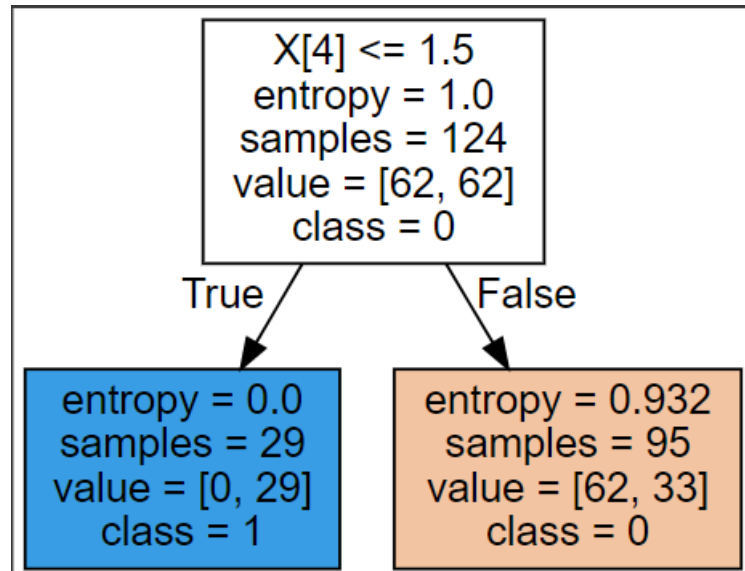 X[4] <= 1.5
entropy = 1.0
samples = 124
value = [62, 62]
class = 0
True
False
entropy = 0.0
samples = 29
value = [0, 29]
class = 1
entropy = 0.932
samples = 95
value = [62, 33]
class = 0